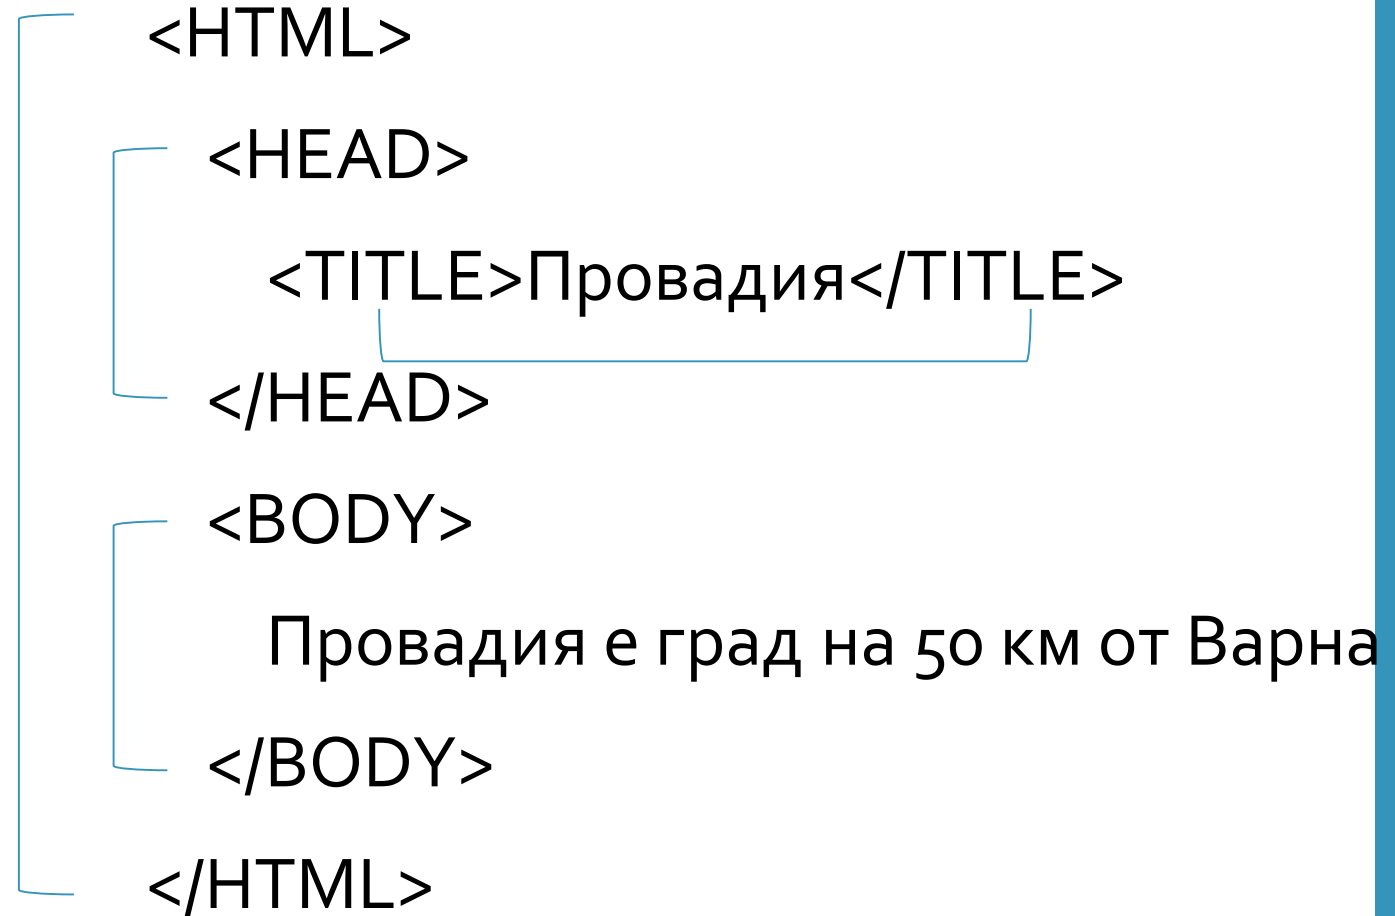 <HTML>
<HEAD>
<TITLE>Провадия</TITLE>
</HEAD>
<BODY>
Провадия е град на 50 км от Варна
</BODY>
</HTML>